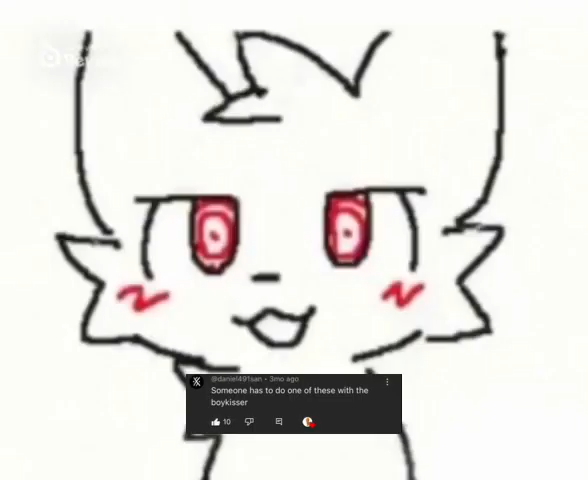 @daniel491san · 3mo ago
Someone has to do one of these with the
boykisser
10